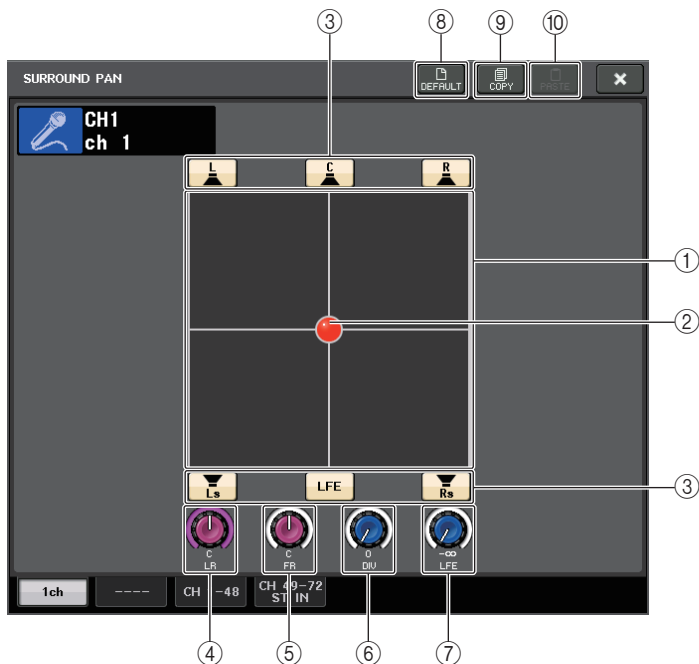 ③ ⑧ ⑨ ⑩
SURROUND PAN
DEFAULT
COPY
PASTE
CH1
ch 1
L C R
①
②
Ls LFE Rs
③
C C 0 -∞
LR FR DIV LFE
1ch
----
CH -48
CH 49-72
ST IN
④ ⑤ ⑥ ⑦